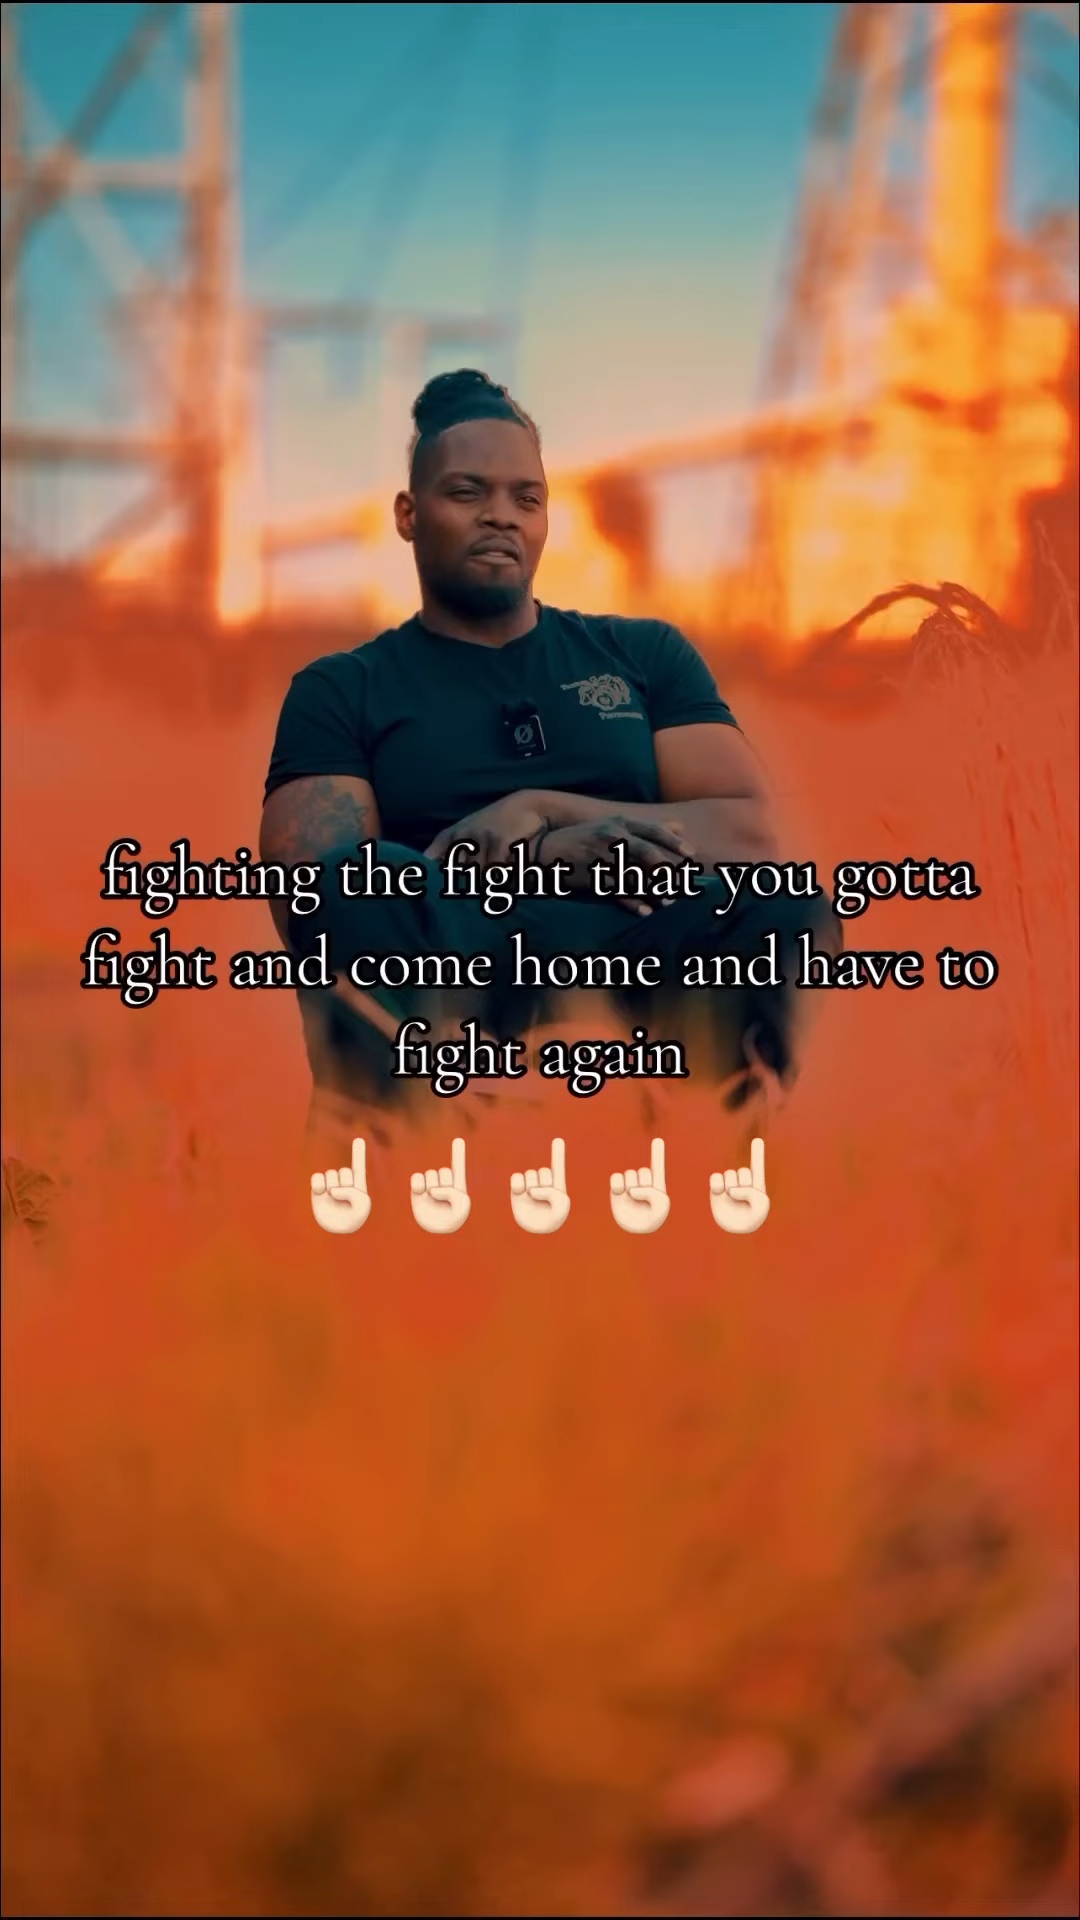 fighting the fight that you gotta
fight and come home and have to
fight again
☝🏻☝🏻☝🏻☝🏻☝🏻